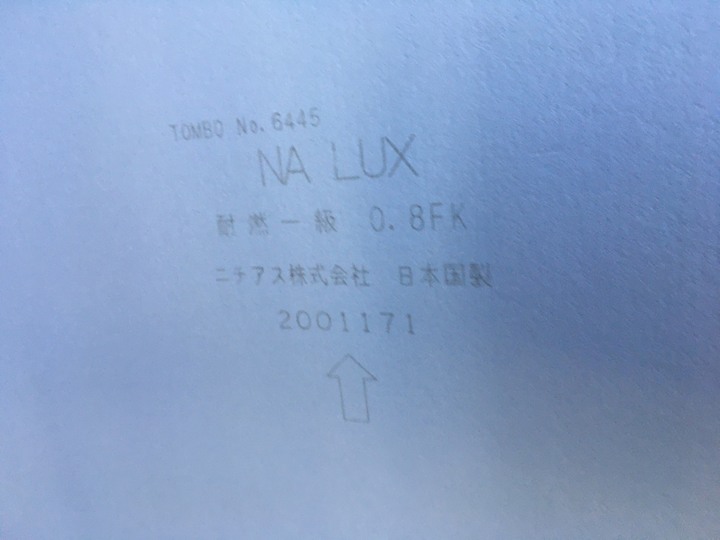 TOMBO No. 6445
NA LUX
耐燃一級 0.8FK
ニチアス株式会社 日本国製
2001171